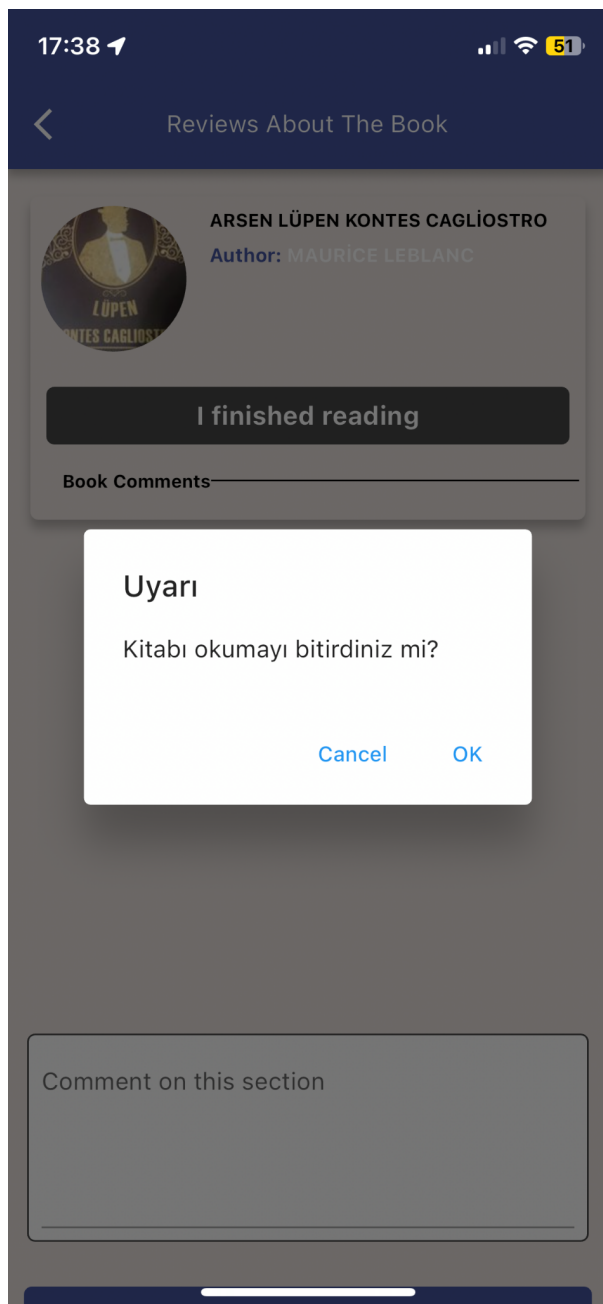 17:38
51
Reviews About The Book
ARSEN LÜPEN KONTES CAGLİOSTRO
Author: MAURİCE LEBLANC
LÜPEN
KONTES CAGLIOST
I finished reading
Book Comments
Uyarı
Kitabı okumayı bitirdiniz mi?
Cancel
OK
Comment on this section